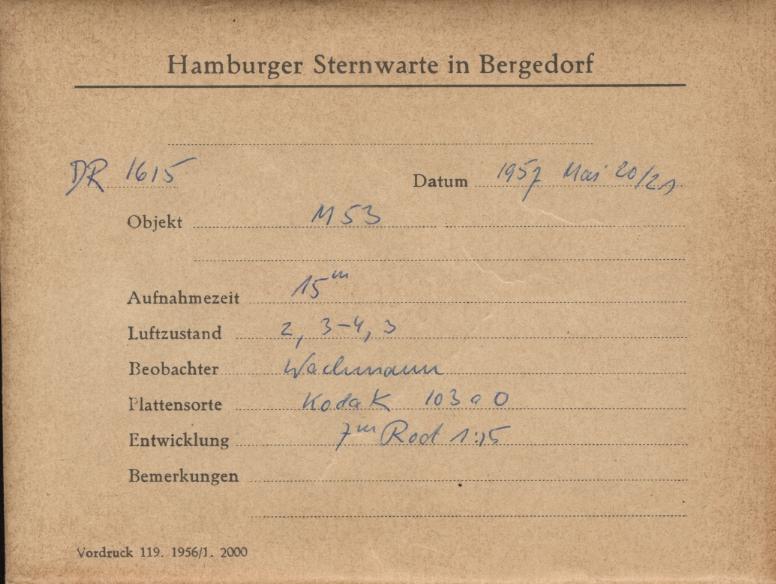 Hamburger Sternwarte in Bergedorf
DR 1615 Datum 1957 Mai 20/21
Objekt M 53
Aufnahmezeit 15ᵐ
Luftzustand 2, 3-4, 3
Beobachter Wachmann
Plattensorte Kodak 103 a O
Entwicklung 7ᵐ Rod 1:15
Bemerkungen
Vordruck 119. 1956/1. 2000